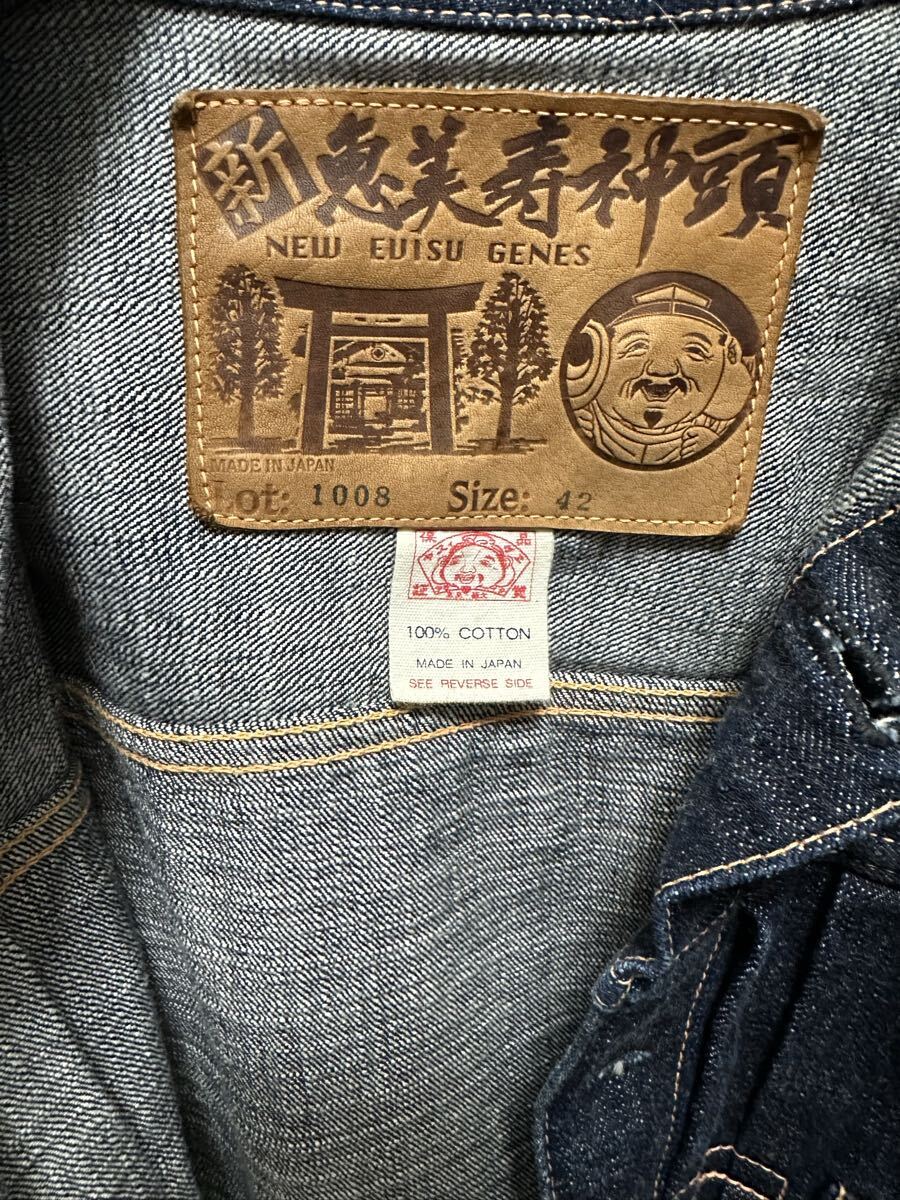 新 恵美寿神頭
NEW EVISU GENES
MADE IN JAPAN
Lot: 1008 Size: 42
100% COTTON
MADE IN JAPAN
SEE REVERSE SIDE